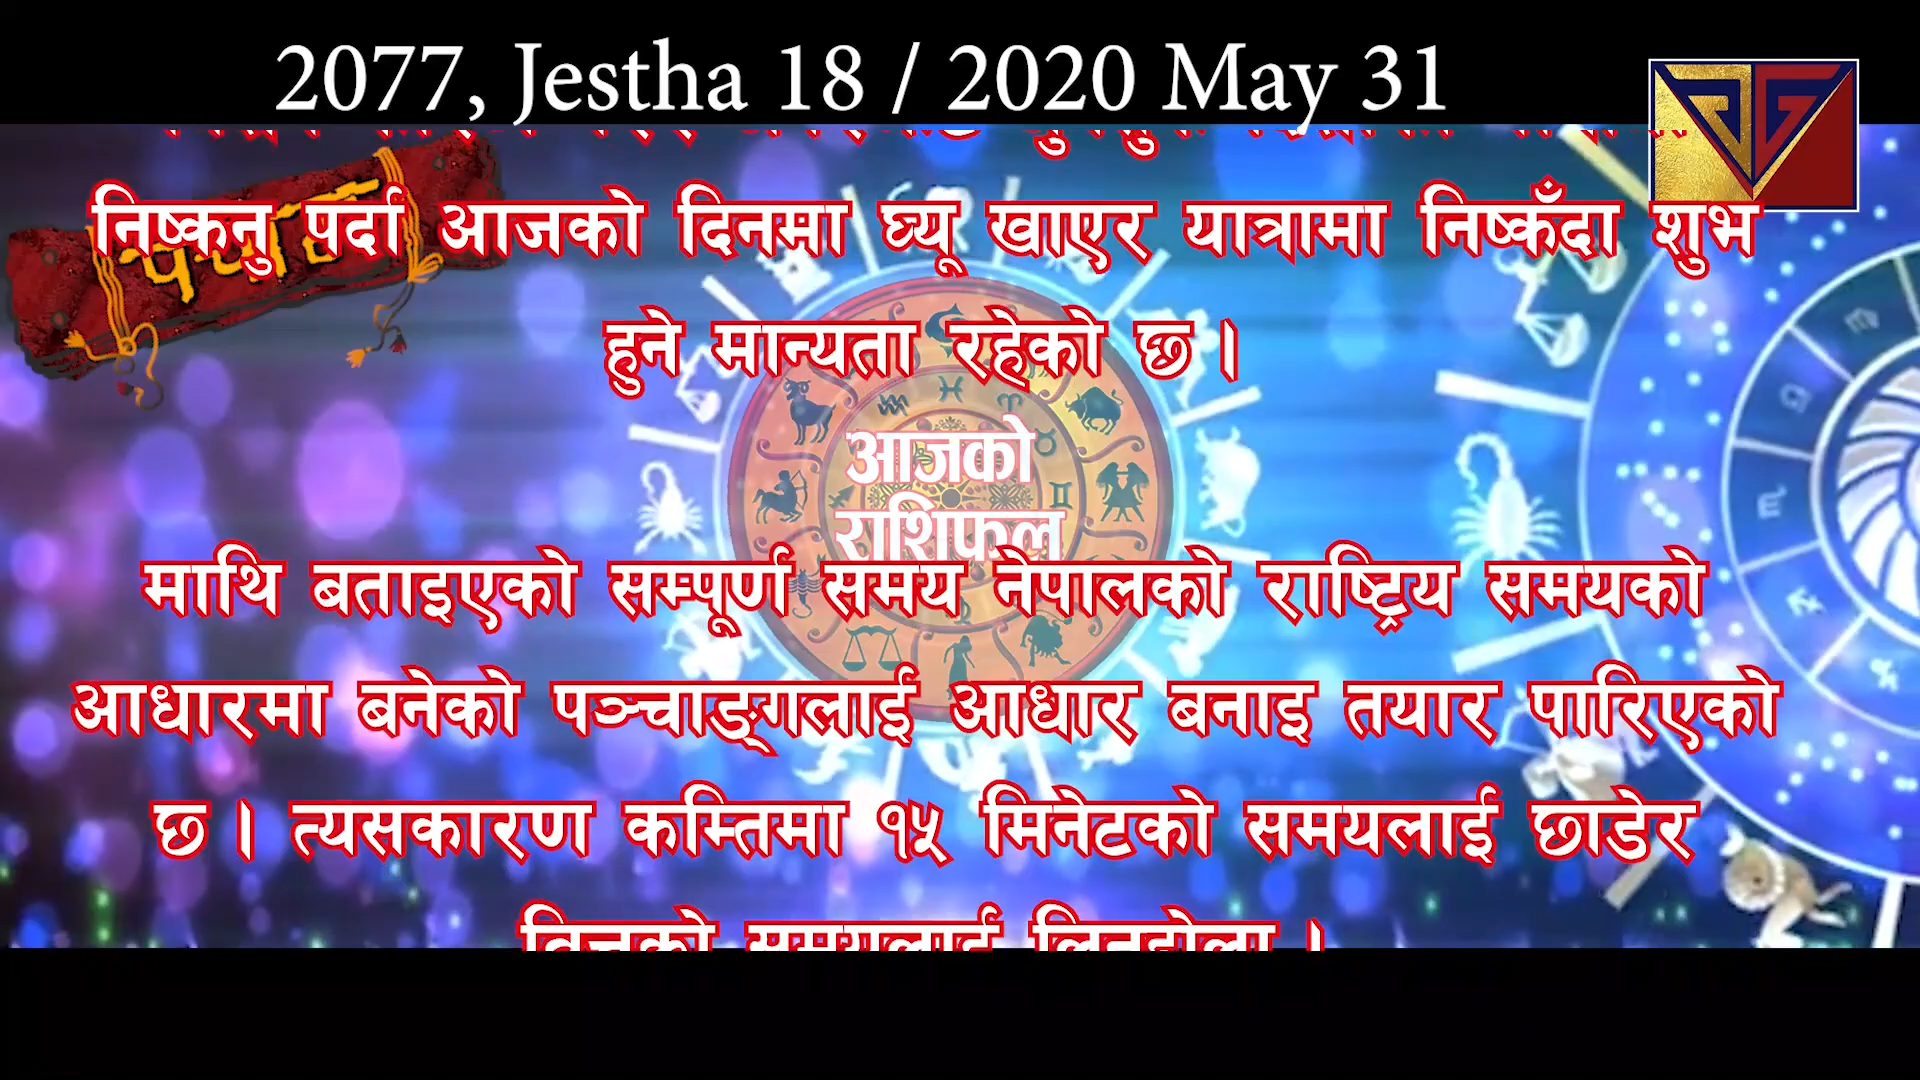 2077, Jestha 18 / 2020 May 31
निष्कनु पर्दा आजको दिनमा घ्यू खाएर यात्रामा निष्कँदा शुभ
हुने मान्यता रहेको छ ।
आजको
राशिफल
माथि बताइएको सम्पूर्ण समय नेपालको राष्ट्रिय समयको
आधारमा बनेको पञ्चाङ्गलाई आधार बनाइ तयार पारिएको
छ । त्यसकारण कम्तिमा १५ मिनेटको समयलाई छाडेर